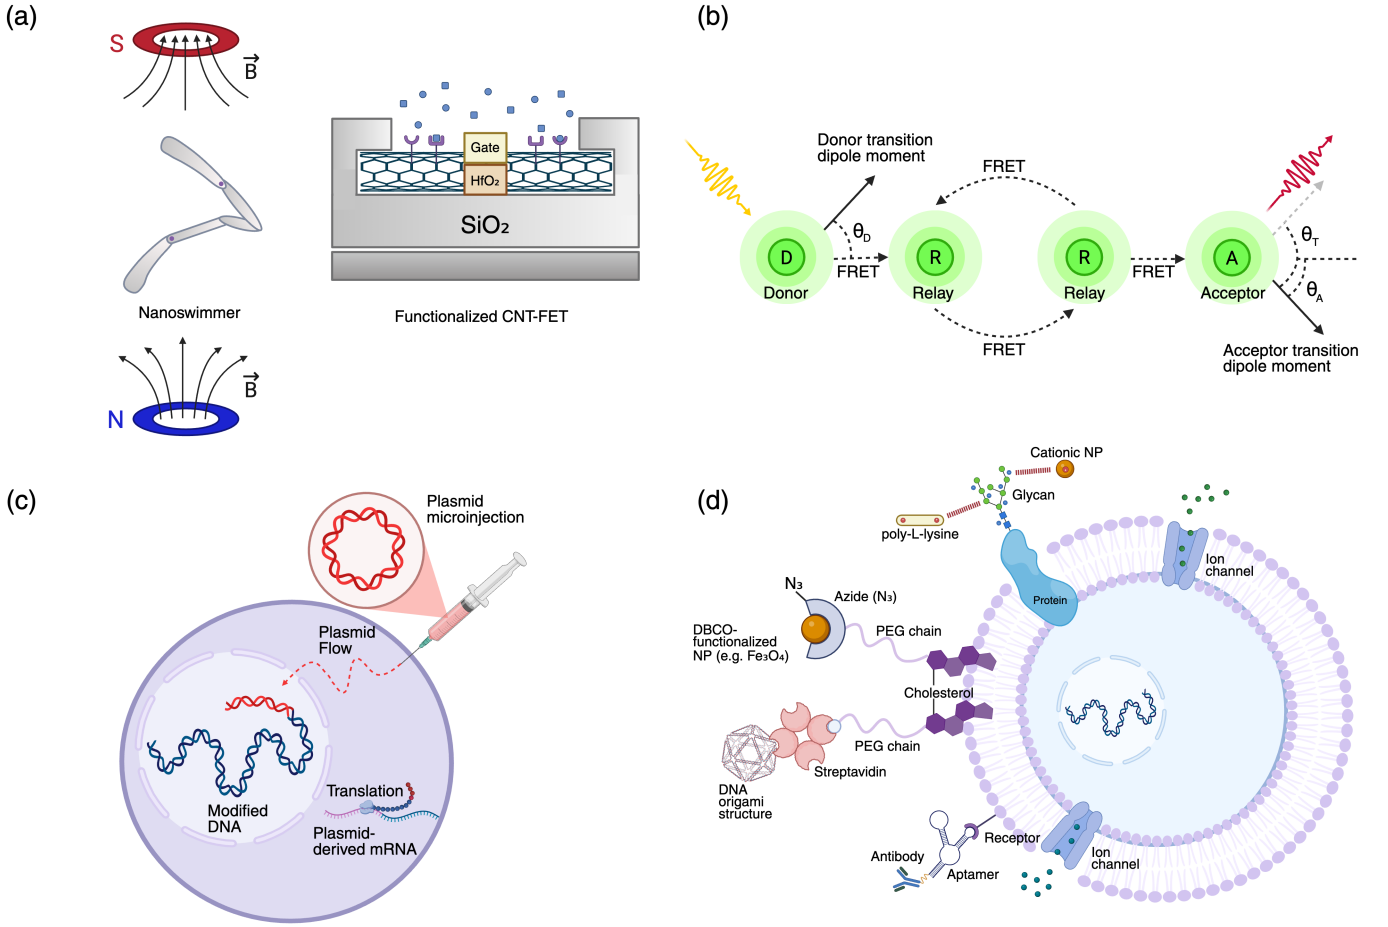 (a)
S
B
Nanoswimmer
B
N
Gate
HfO₂
SiO₂
Functionalized CNT-FET
(b)
Donor transition
dipole moment
θD
D
FRET
Donor
FRET
R
Relay
R
Relay
FRET
FRET
A
Acceptor
θT
θA
Acceptor transition
dipole moment
(c)
Plasmid
microinjection
Plasmid
Flow
Modified
DNA
Translation
Plasmid-
derived mRNA
(d)
Cationic NP
Glycan
poly-L-lysine
Protein
Ion
channel
N₃
Azide (N₃)
DBCO-
functionalized
NP (e.g. Fe₃O₄)
PEG chain
Cholesterol
PEG chain
Streptavidin
DNA
origami
structure
Receptor
Antibody
Aptamer
Ion
channel